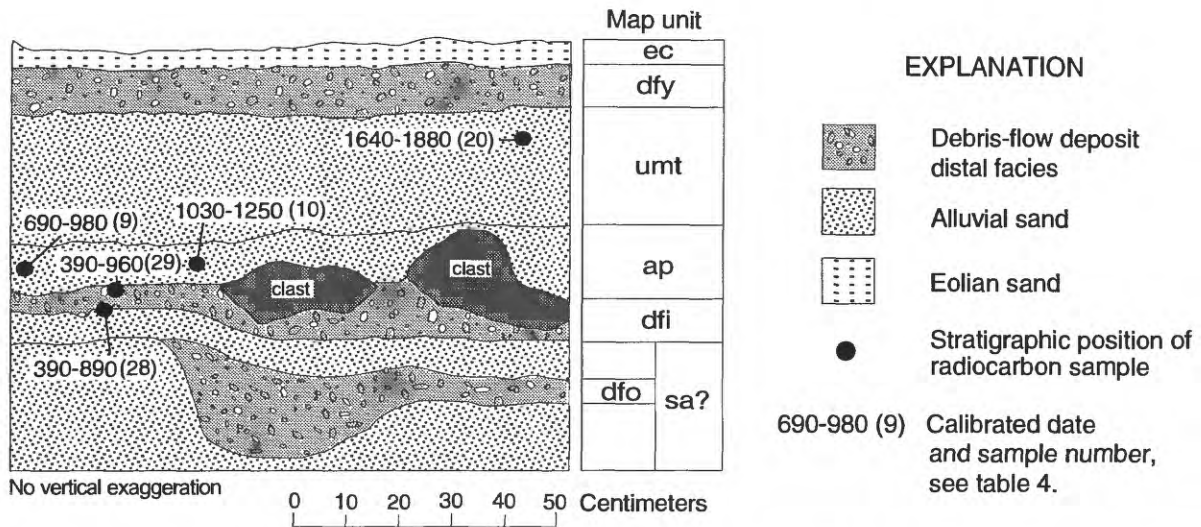 Map unit
ec
dfy
umt
ap
dfi
dfo
sa?
1640-1880 (20)
690-980 (9)
1030-1250 (10)
390-960 (29)
clast
clast
390-890 (28)
No vertical exaggeration
0 10 20 30 40 50 Centimeters
EXPLANATION
Debris-flow deposit
distal facies
Alluvial sand
Eolian sand
Stratigraphic position of
radiocarbon sample
690-980 (9) Calibrated date
and sample number,
see table 4.